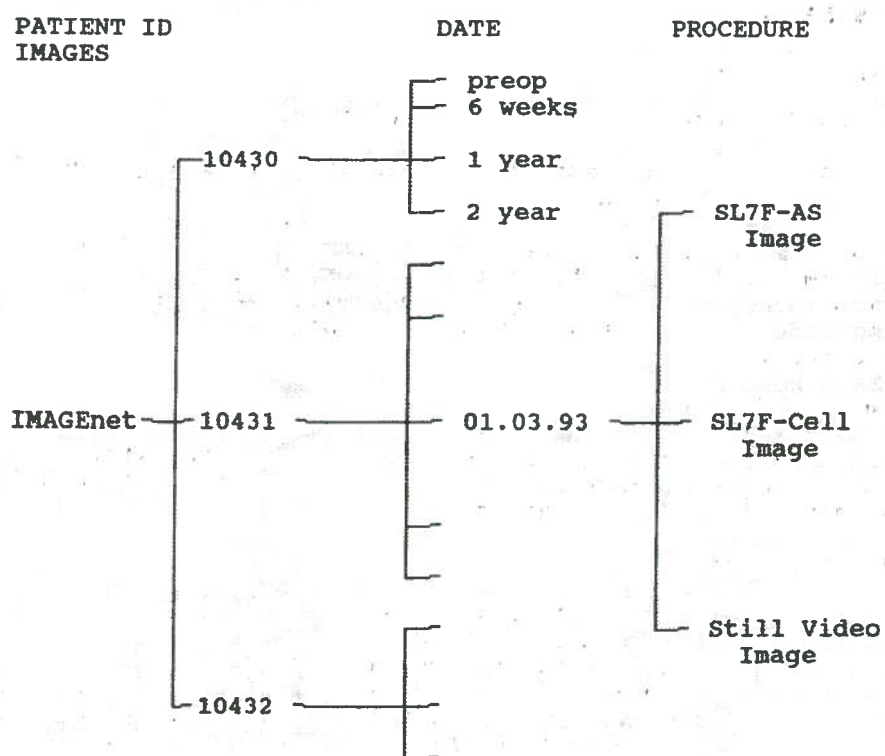 PATIENT ID DATE PROCEDURE
IMAGES
preop
6 weeks
10430 1 year
2 year SL7F-AS
Image
IMAGEnet 10431 01.03.93 SL7F-Cell
Image
Still Video
Image
10432